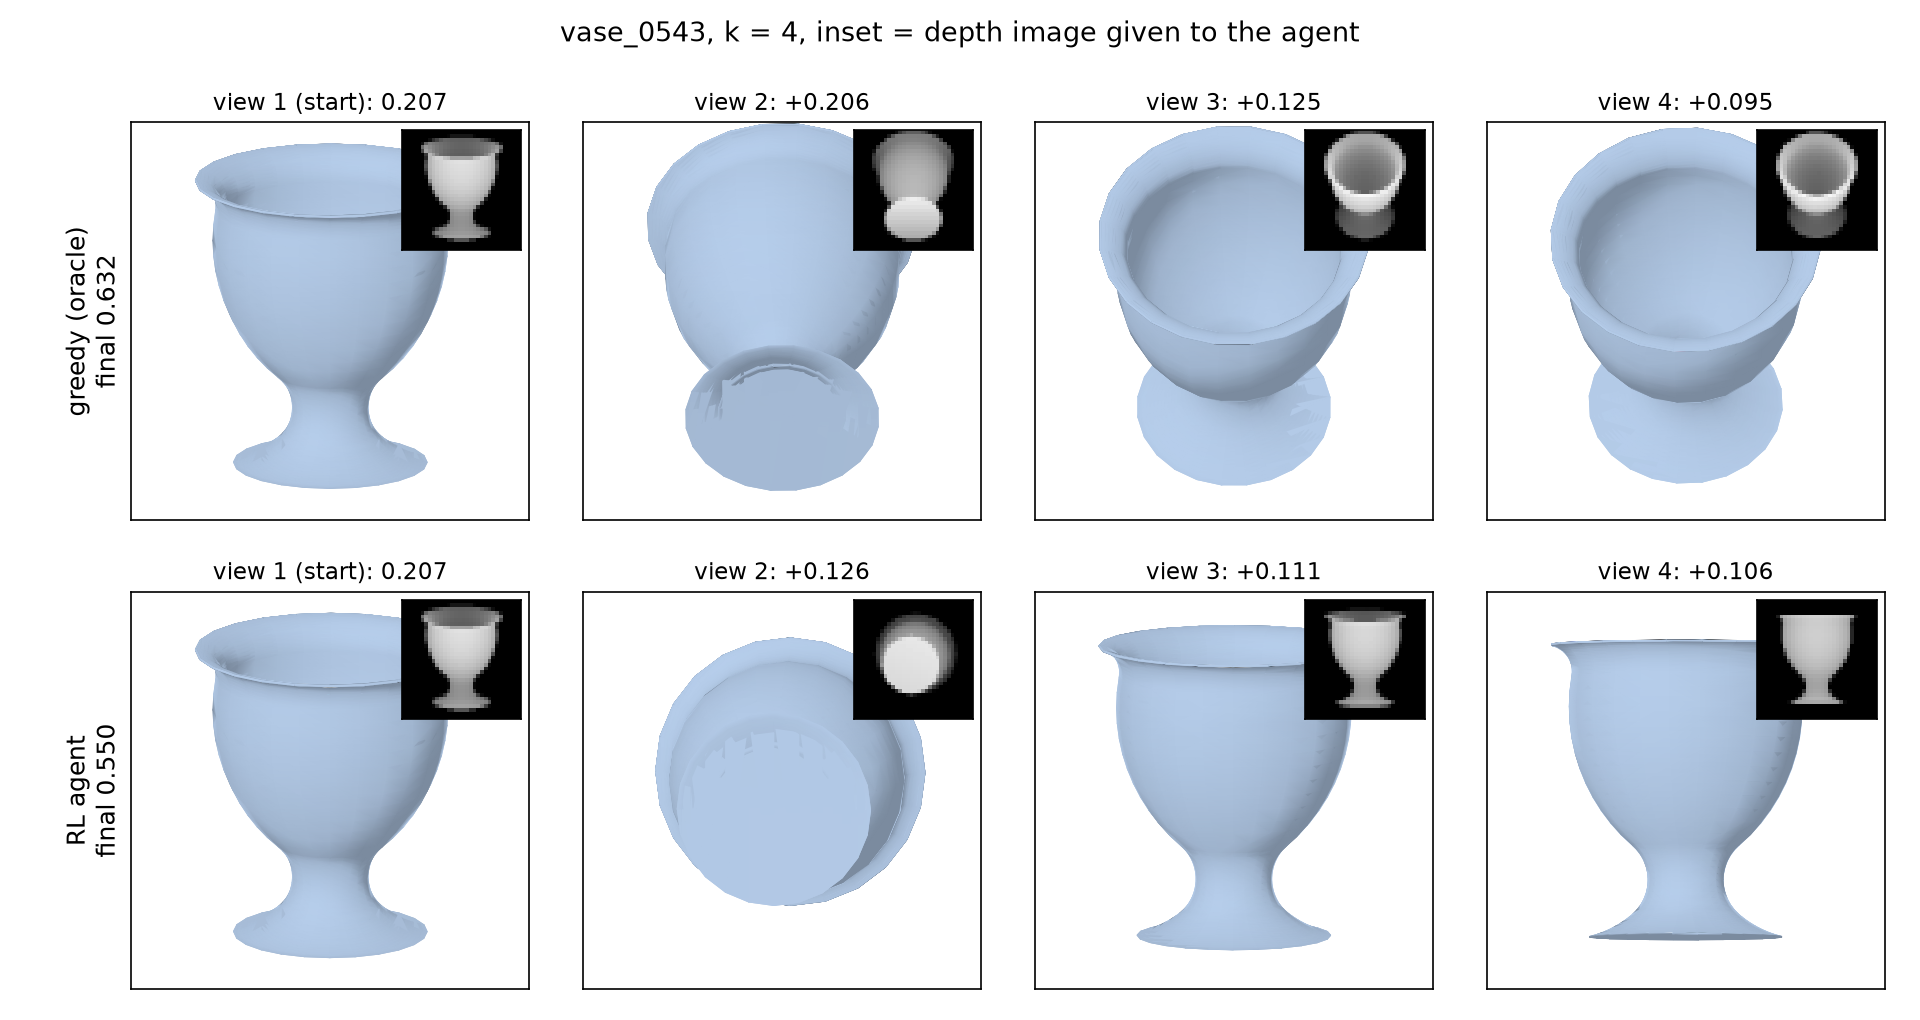 vase_0543, k = 4, inset = depth image given to the agent
view 1 (start): 0.207
view 2: +0.206
view 3: +0.125
view 4: +0.095
greedy (oracle)
final 0.632
view 1 (start): 0.207
view 2: +0.126
view 3: +0.111
view 4: +0.106
RL agent
final 0.550